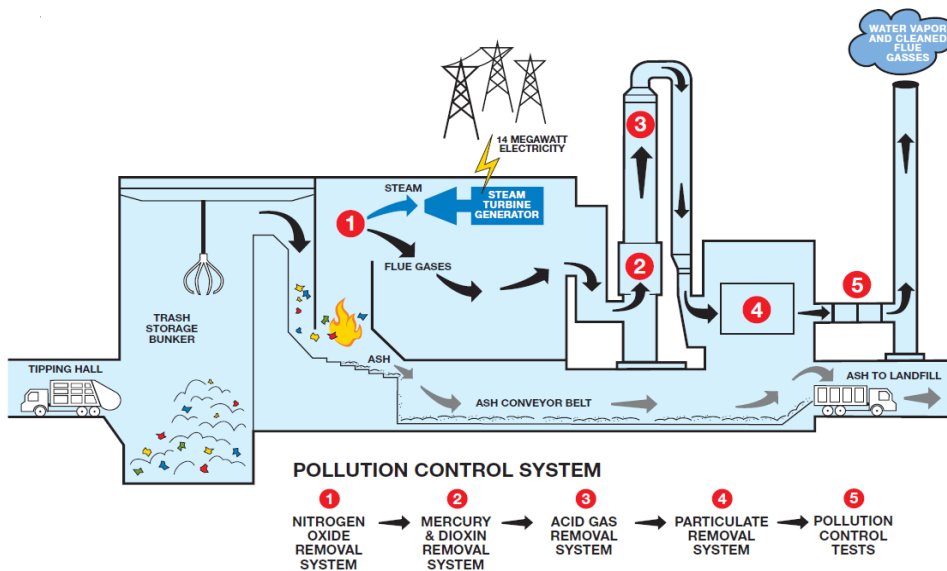 WATER VAPOR
AND CLEANED
FLUE
GASSES
3
14 MEGAWATT
ELECTRICITY
STEAM
STEAM
TURBINE
GENERATOR
1
FLUE GASES
2
5
4
TRASH
STORAGE
BUNKER
TIPPING HALL
ASH
ASH TO LANDFILL
ASH CONVEYOR BELT
POLLUTION CONTROL SYSTEM
1
NITROGEN
OXIDE
REMOVAL
SYSTEM
2
MERCURY
& DIOXIN
REMOVAL
SYSTEM
3
ACID GAS
REMOVAL
SYSTEM
4
PARTICULATE
REMOVAL
SYSTEM
5
POLLUTION
CONTROL
TESTS